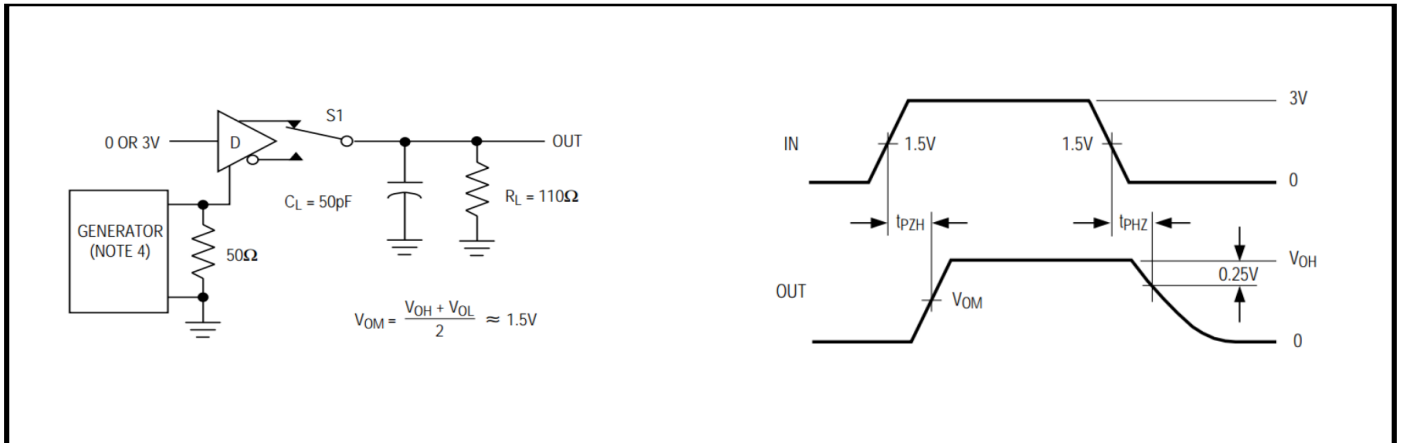 S1
0 OR 3V
D
OUT
C_L = 50pF
R_L = 110Ω
GENERATOR
(NOTE 4)
50Ω
V_OM = (V_OH + V_OL) / 2 ≈ 1.5V
3V
IN
1.5V
1.5V
0
t_PZH
t_PHZ
V_OH
0.25V
OUT
V_OM
0